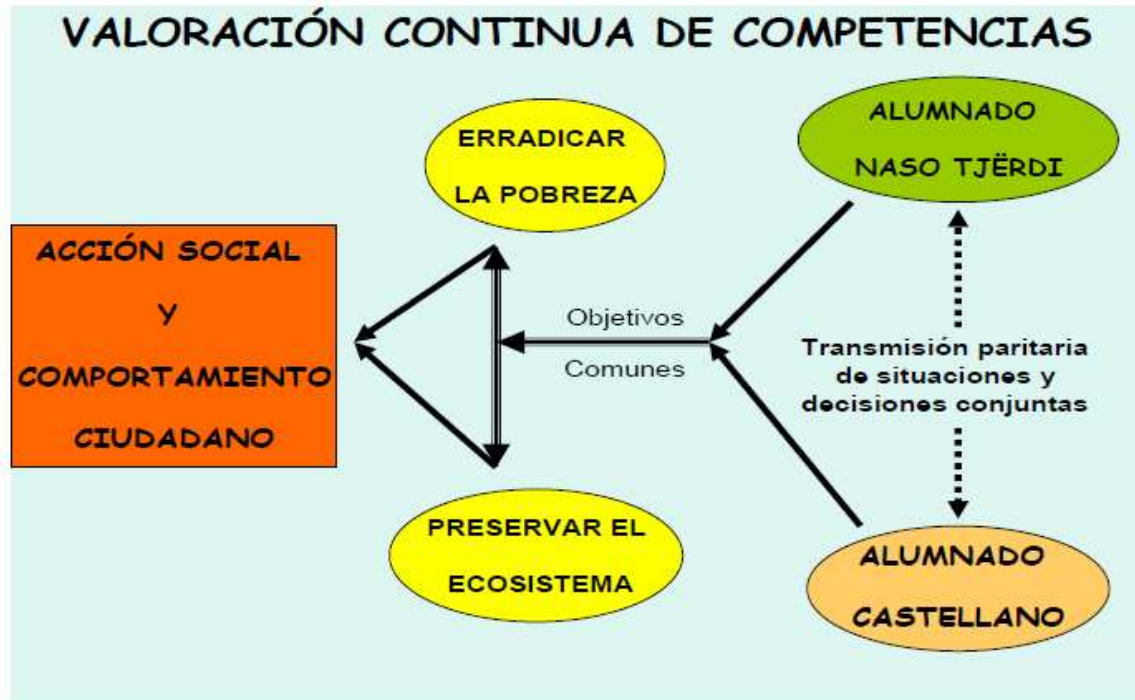 VALORACIÓN CONTINUA DE COMPETENCIAS
ERRADICAR
LA POBREZA
ALUMNADO
NASO TJËRDI
ACCIÓN SOCIAL
Y
COMPORTAMIENTO
CIUDADANO
Objetivos
Comunes
Transmisión paritaria
de situaciones y
decisiones conjuntas
PRESERVAR EL
ECOSISTEMA
ALUMNADO
CASTELLANO